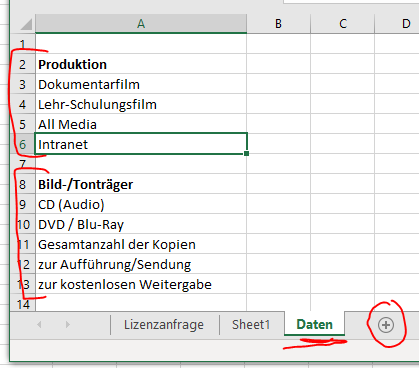 A B C D
1
2 Produktion
3 Dokumentarfilm
4 Lehr-Schulungsfilm
5 All Media
6 Intranet
7
8 Bild-/Tonträger
9 CD (Audio)
10 DVD / Blu-Ray
11 Gesamtanzahl der Kopien
12 zur Aufführung/Sendung
13 zur kostenlosen Weitergabe
14
Lizenzanfrage Sheet1 Daten